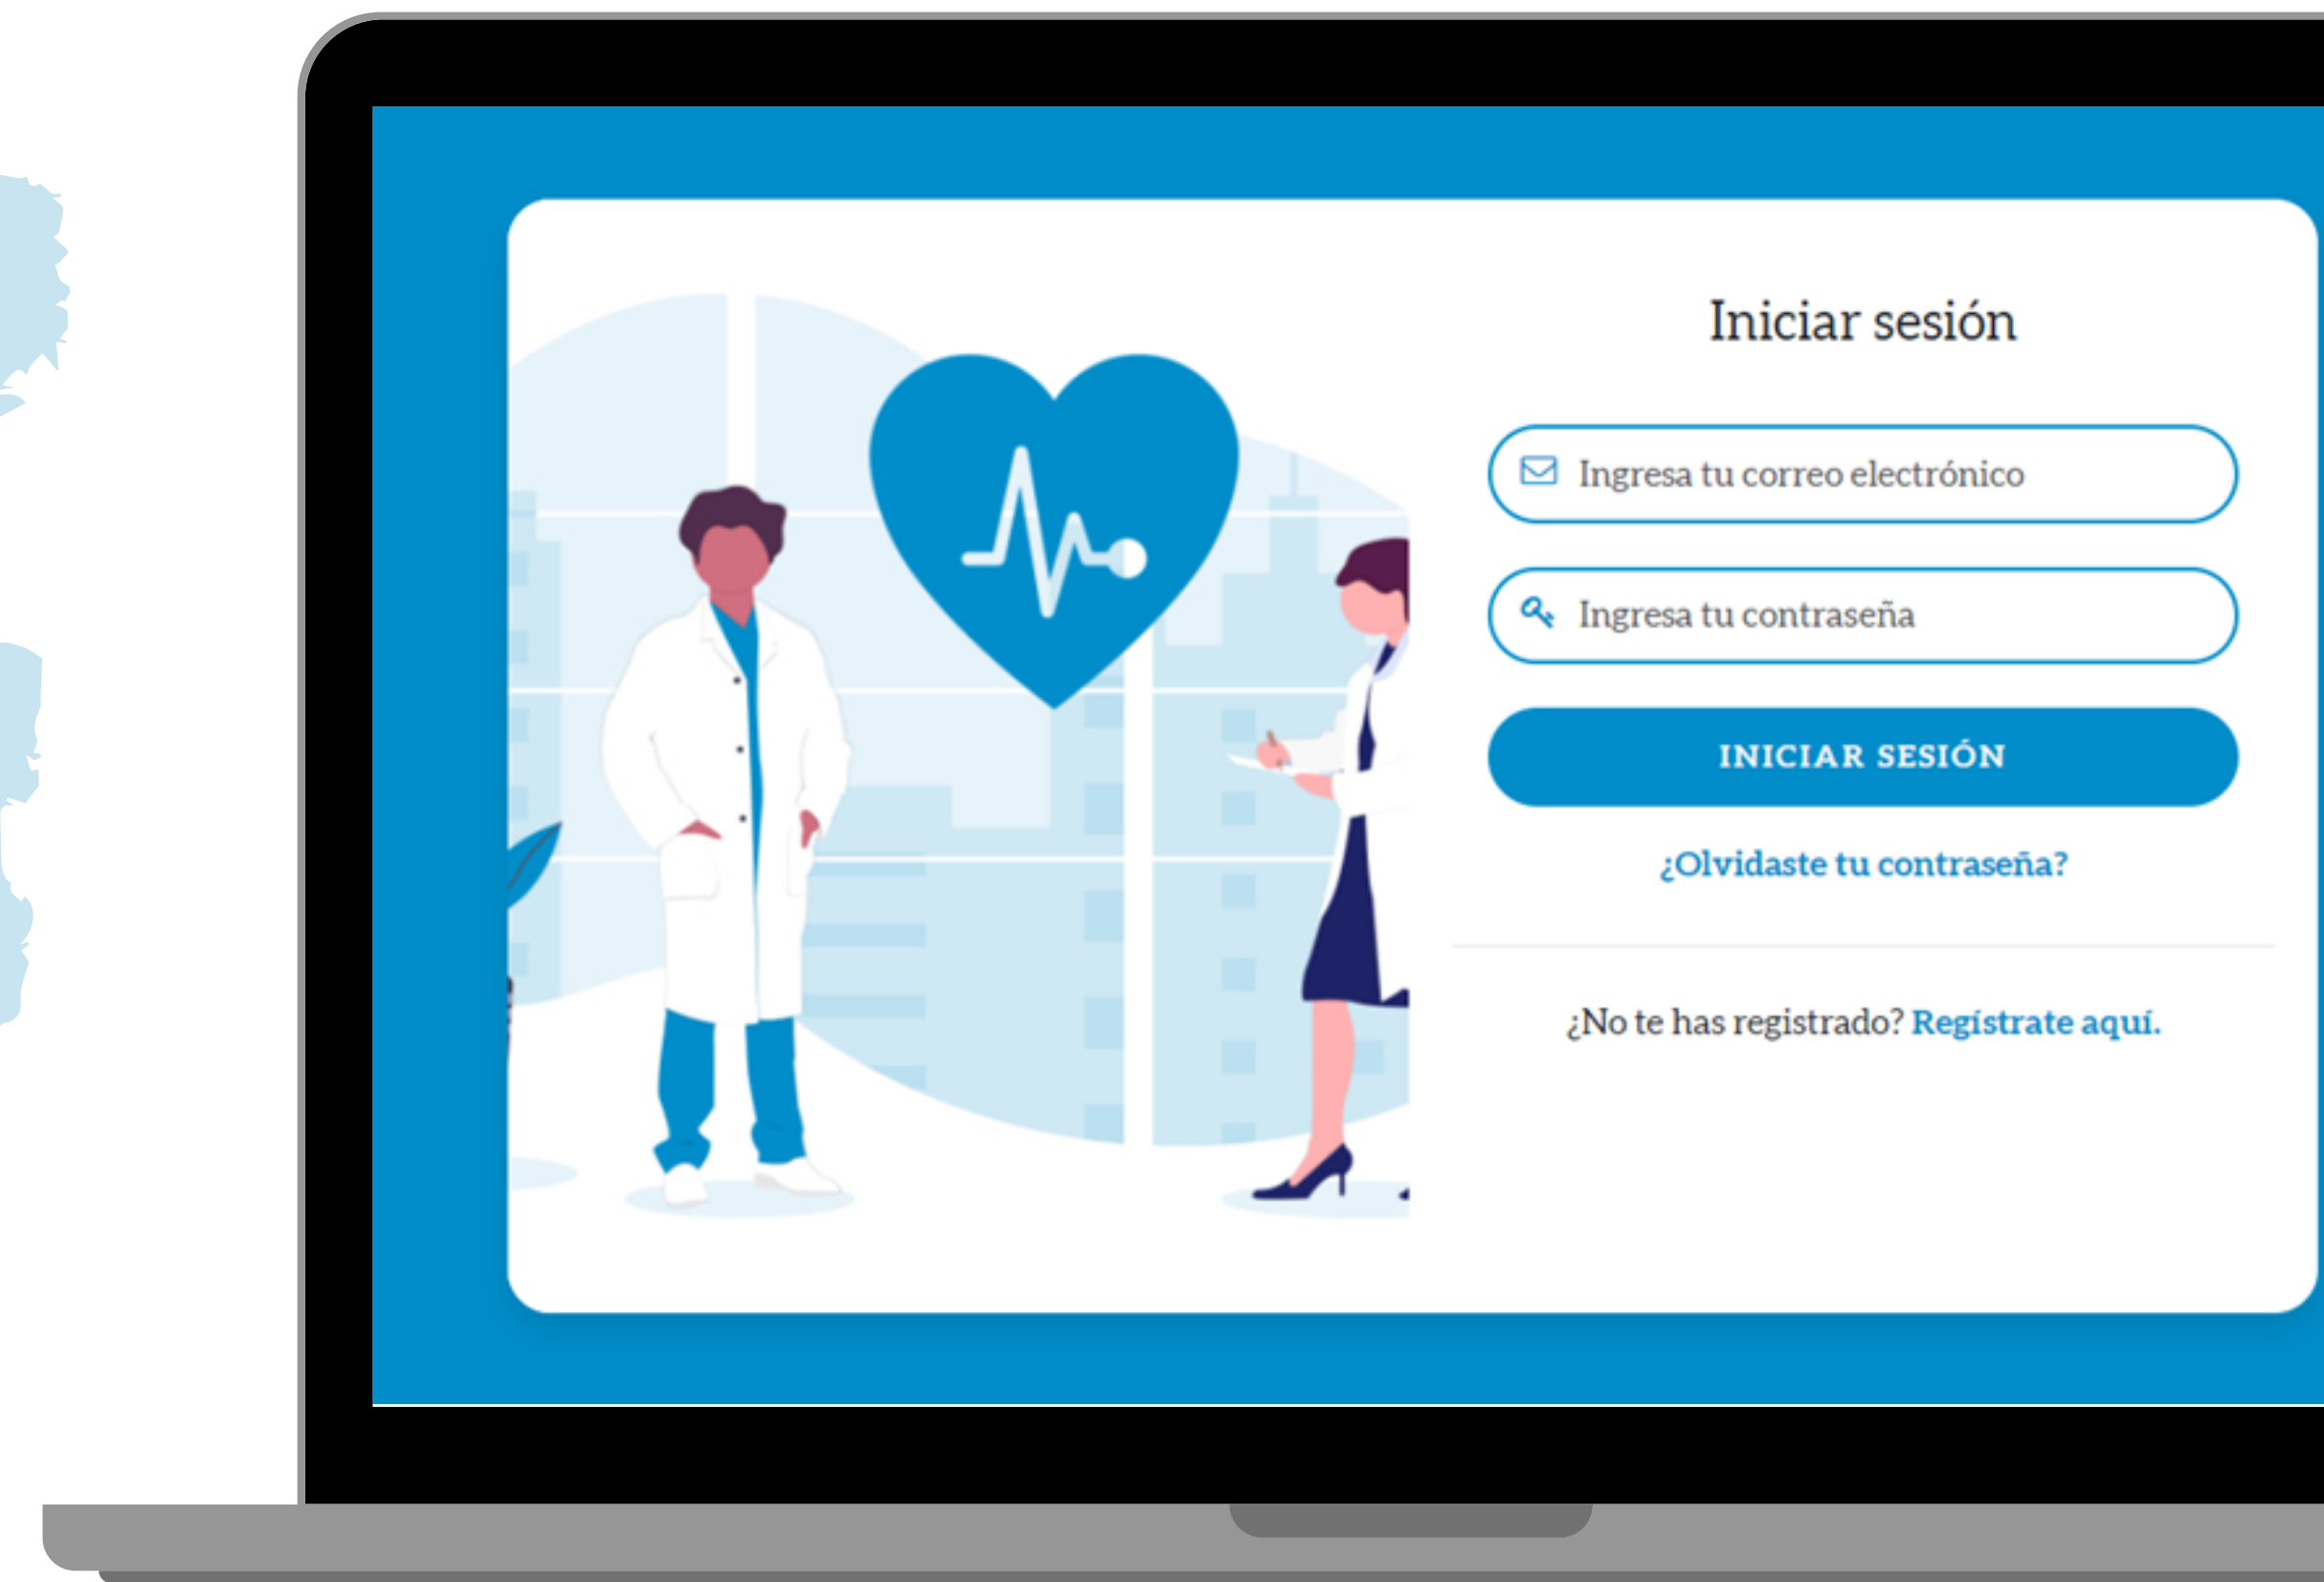 Iniciar sesión
Ingresa tu correo electrónico
Ingresa tu contraseña
INICIAR SESIÓN
¿Olvidaste tu contraseña?
¿No te has registrado? Regístrate aquí.